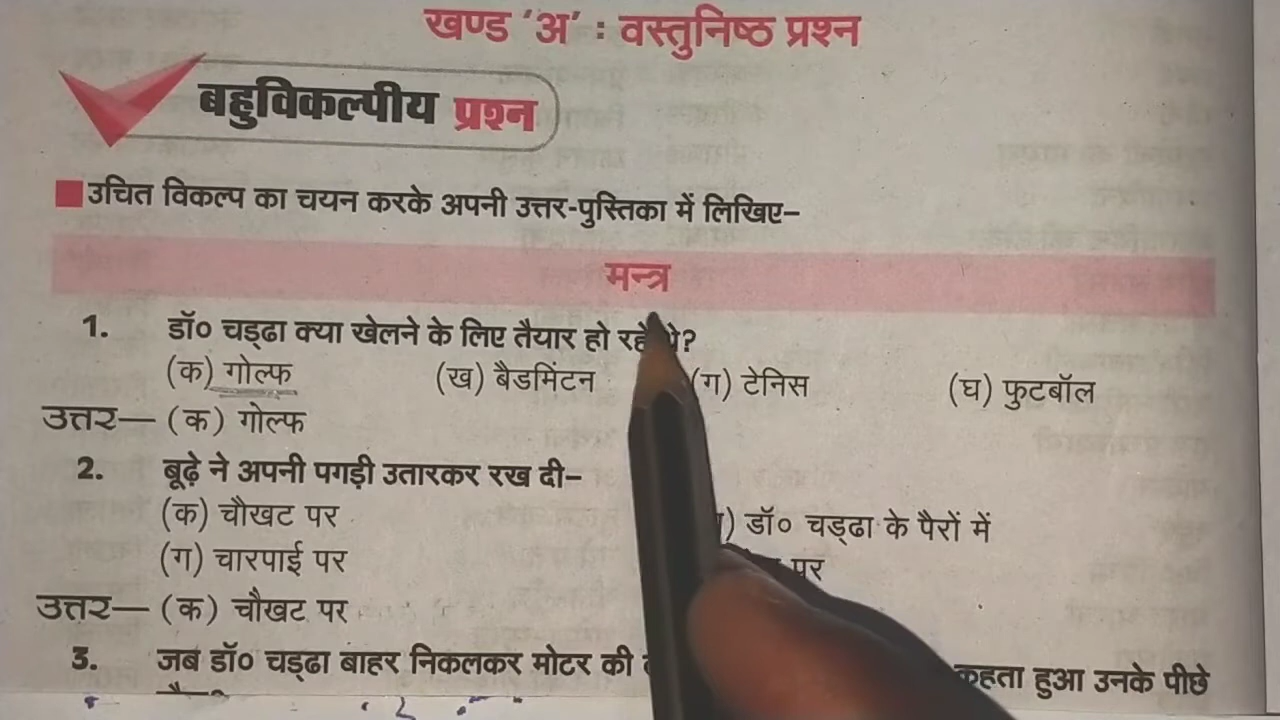 खण्ड 'अ' : वस्तुनिष्ठ प्रश्न
बहुविकल्पीय प्रश्न
उचित विकल्प का चयन करके अपनी उत्तर-पुस्तिका में लिखिए–
मन्त्र
1. डॉ० चड्ढा क्या खेलने के लिए तैयार हो रहे थे?
(क) गोल्फ (ख) बैडमिंटन (ग) टेनिस (घ) फुटबॉल
उत्तर— (क) गोल्फ
2. बूढ़े ने अपनी पगड़ी उतारकर रख दी–
(क) चौखट पर डॉ० चड्ढा के पैरों में
(ग) चारपाई पर पर
उत्तर— (क) चौखट पर
3. जब डॉ० चड्ढा बाहर निकलकर मोटर की कहता हुआ उनके पीछे